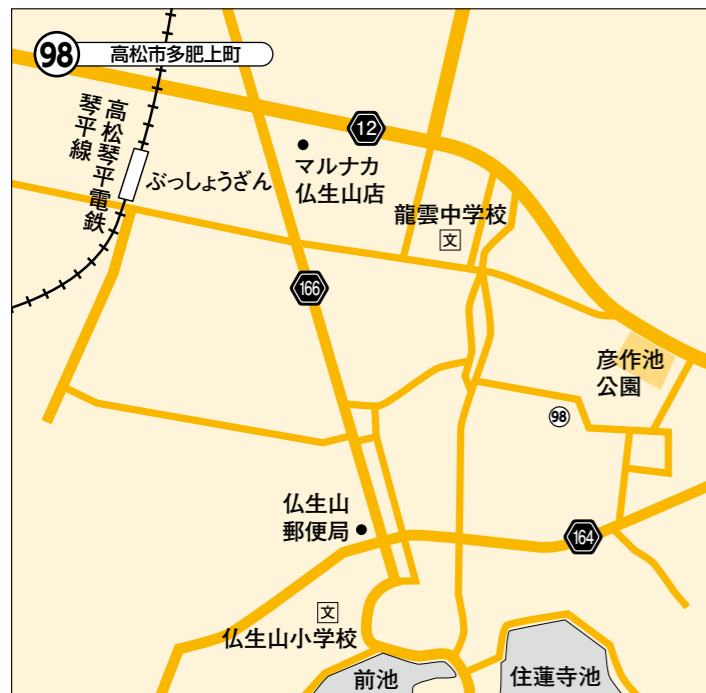 98 高松市多肥上町
高松琴平電鉄
琴平線
ぶっしょうざん
12
マルナカ
仏生山店
龍雲中学校
文
166
彦作池
公園
98
仏生山
郵便局
164
文
仏生山小学校
前池
住蓮寺池